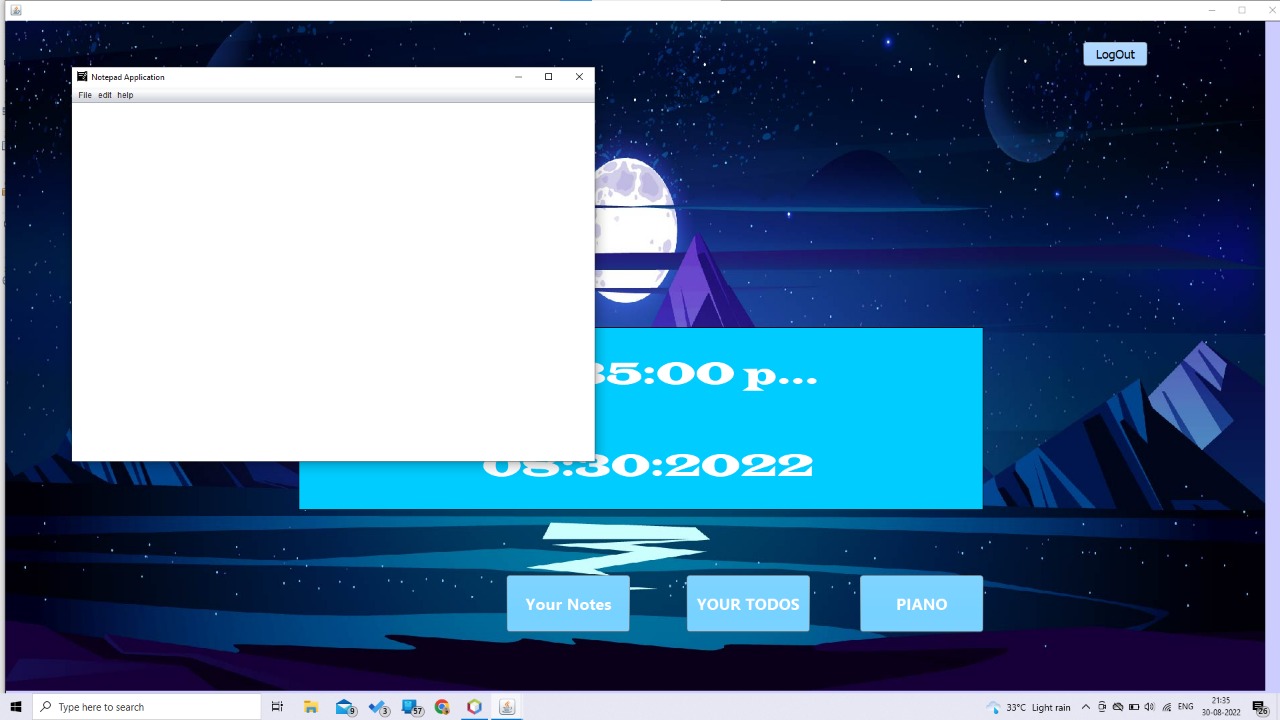 LogOut
Notepad Application
File edit help
35:00 p...
08:30:2022
Your Notes
YOUR TODOS
PIANO
Type here to search
9
3
57
33°C Light rain
ENG
21:35
30-08-2022
26